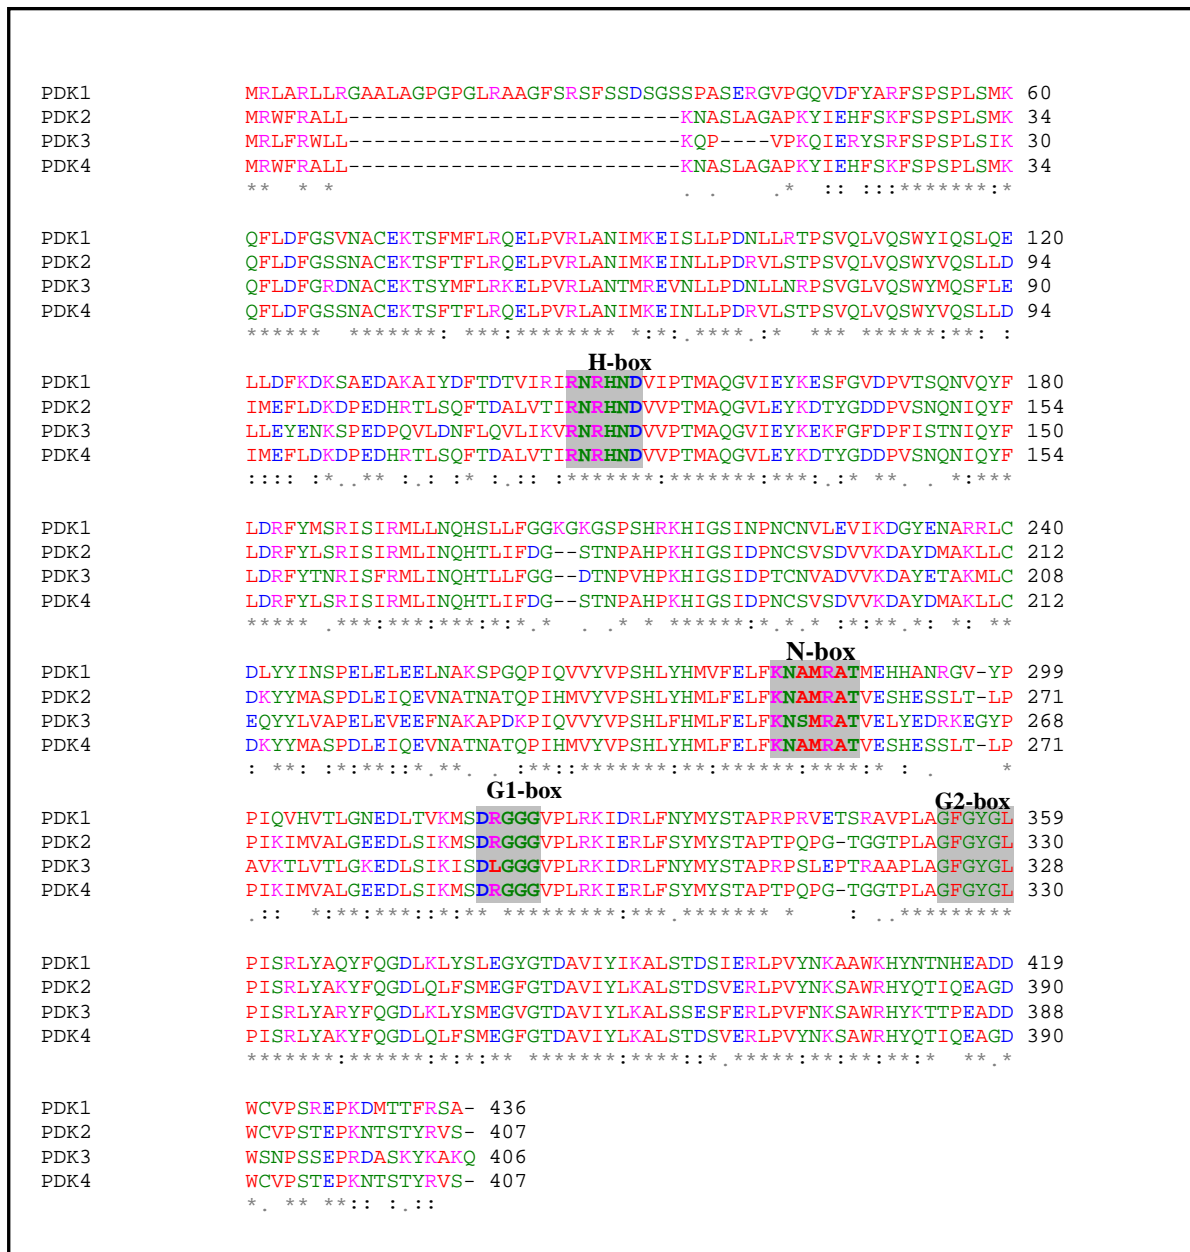 PDK1 MRLARLLRGAALAGPGPGLRAAGFSRSFSSDSGSSPASERGVPGQVDFYARFSPSPLSMK 60
PDK2 MRWFRALL--------------------------KNASLAGAPKYIEHFSKFSPSPLSMK 34
PDK3 MRLFRWLL--------------------------KQP----VPKQIERYSRFSPSPLSIK 30
PDK4 MRWFRALL--------------------------KNASLAGAPKYIEHFSKFSPSPLSMK 34
** * * . . .* :: :::*******:*
PDK1 QFLDFGSVNACEKTSFMFLRQELPVRLANIMKEISLLPDNLLRTPSVQLVQSWYIQSLQE 120
PDK2 QFLDFGSSNACEKTSFTFLRQELPVRLANIMKEINLLPDRVLSTPSVQLVQSWYVQSLLD 94
PDK3 QFLDFGRDNACEKTSYMFLRKELPVRLANTMREVNLLPDNLLNRPSVGLVQSWYMQSFLE 90
PDK4 QFLDFGSSNACEKTSFTFLRQELPVRLANIMKEINLLPDRVLSTPSVQLVQSWYVQSLLD 94
****** *******: ***:******** *:*:.****.:* *** ******:**: :
H-box
PDK1 LLDFKDKSAEDAKAIYDFTDTVIRIRNRHNDVIPTMAQGVIEYKESFGVDPVTSQNVQYF 180
PDK2 IMEFLDKDPEDHRTLSQFTDALVTIRNRHNDVVPTMAQGVLEYKDTYGDDPVSNQNIQYF 154
PDK3 LLEYENKSPEDPQVLDNFLQVLIKVRNRHNDVVPTMAQGVIEYKEKFGFDPFISTNIQYF 150
PDK4 IMEFLDKDPEDHRTLSQFTDALVTIRNRHNDVVPTMAQGVLEYKDTYGDDPVSNQNIQYF 154
:::: :*..** :.: :* :.:: :*******:*******:***:.:* **. . *:****
PDK1 LDRFYMSRISIRMLLNQHSLLFGGKGKGSPSHRKHIGSINPNCNVLEVIKDGYENARRLC 240
PDK2 LDRFYLSRISIRMLINQHTLIFDG--STNPAHPKHIGSIDPNCSVSDVVKDAYDMAKLLC 212
PDK3 LDRFYTNRISFRMLINQHTLLFGG--DTNPVHPKHIGSIDPTCNVADVVKDAYETAKMLC 208
PDK4 LDRFYLSRISIRMLINQHTLIFDG--STNPAHPKHIGSIDPNCSVSDVVKDAYDMAKLLC 212
***** .***:***:***:*:*.* .* * ******:*.*.* :*:**.*: *: **
N-box
PDK1 DLYYINSPELELEELNAKSPGQPIQVVYVPSHLYHMVFELFKNAMRATMEHHANRGV-YP 299
PDK2 DKYYMASPDLEIQEVNATNATQPIHMVYVPSHLYHMLFELFKNAMRATVESHESSLT-LP 271
PDK3 EQYYLVAPELEVEEFNAKAPDKPIQVVYVPSHLFHMLFELFKNSMRATVELYEDRKEGYP 268
PDK4 DKYYMASPDLEIQEVNATNATQPIHMVYVPSHLYHMLFELFKNAMRATVESHESSLT-LP 271
: **: :*:**::*.**. . :**::*******:**:******:****:* : . *
G1-box G2-box
PDK1 PIQVHVTLGNEDLTVKMSDRGGGVPLRKIDRLFNYMYSTAPRPRVETSRAVPLAGFGYGL 359
PDK2 PIKIMVALGEEDLSIKMSDRGGGVPLRKIERLFSYMYSTAPTPQPG-TGGTPLAGFGYGL 330
PDK3 AVKTLVTLGKEDLSIKISDLGGGVPLRKIDRLFNYMYSTAPRPSLEPTRAAPLAGFGYGL 328
PDK4 PIKIMVALGEEDLSIKMSDRGGGVPLRKIERLFSYMYSTAPTPQPG-TGGTPLAGFGYGL 330
.:: *:**:***::*:** *********:***.******* * : ..*********
PDK1 PISRLYAQYFQGDLKLYSLEGYGTDAVIYIKALSTDSIERLPVYNKAAWKHYNTNHEADD 419
PDK2 PISRLYAKYFQGDLQLFSMEGFGTDAVIYLKALSTDSVERLPVYNKSAWRHYQTIQEAGD 390
PDK3 PISRLYARYFQGDLKLYSMEGVGTDAVIYLKALSSESFERLPVFNKSAWRHYKTTPEADD 388
PDK4 PISRLYAKYFQGDLQLFSMEGFGTDAVIYLKALSTDSVERLPVYNKSAWRHYQTIQEAGD 390
*******:******:*:*:** *******:****::*.*****:**:**:**:* **.*
PDK1 WCVPSREPKDMTTFRSA- 436
PDK2 WCVPSTEPKNTSTYRVS- 407
PDK3 WSNPSSEPRDASKYKAKQ 406
PDK4 WCVPSTEPKNTSTYRVS- 407
*. ** **:: :.::